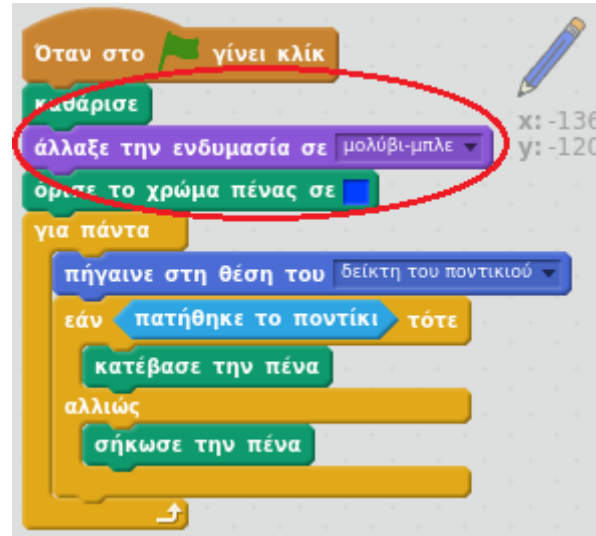 Όταν στο γίνει κλίκ
καθάρισε
άλλαξε την ενδυμασία σε μολύβι-μπλε
όρισε το χρώμα πένας σε
για πάντα
πήγαινε στη θέση του δείκτη του ποντικιού
εάν πατήθηκε το ποντίκι τότε
κατέβασε την πένα
αλλιώς
σήκωσε την πένα
x: -136
y: -120